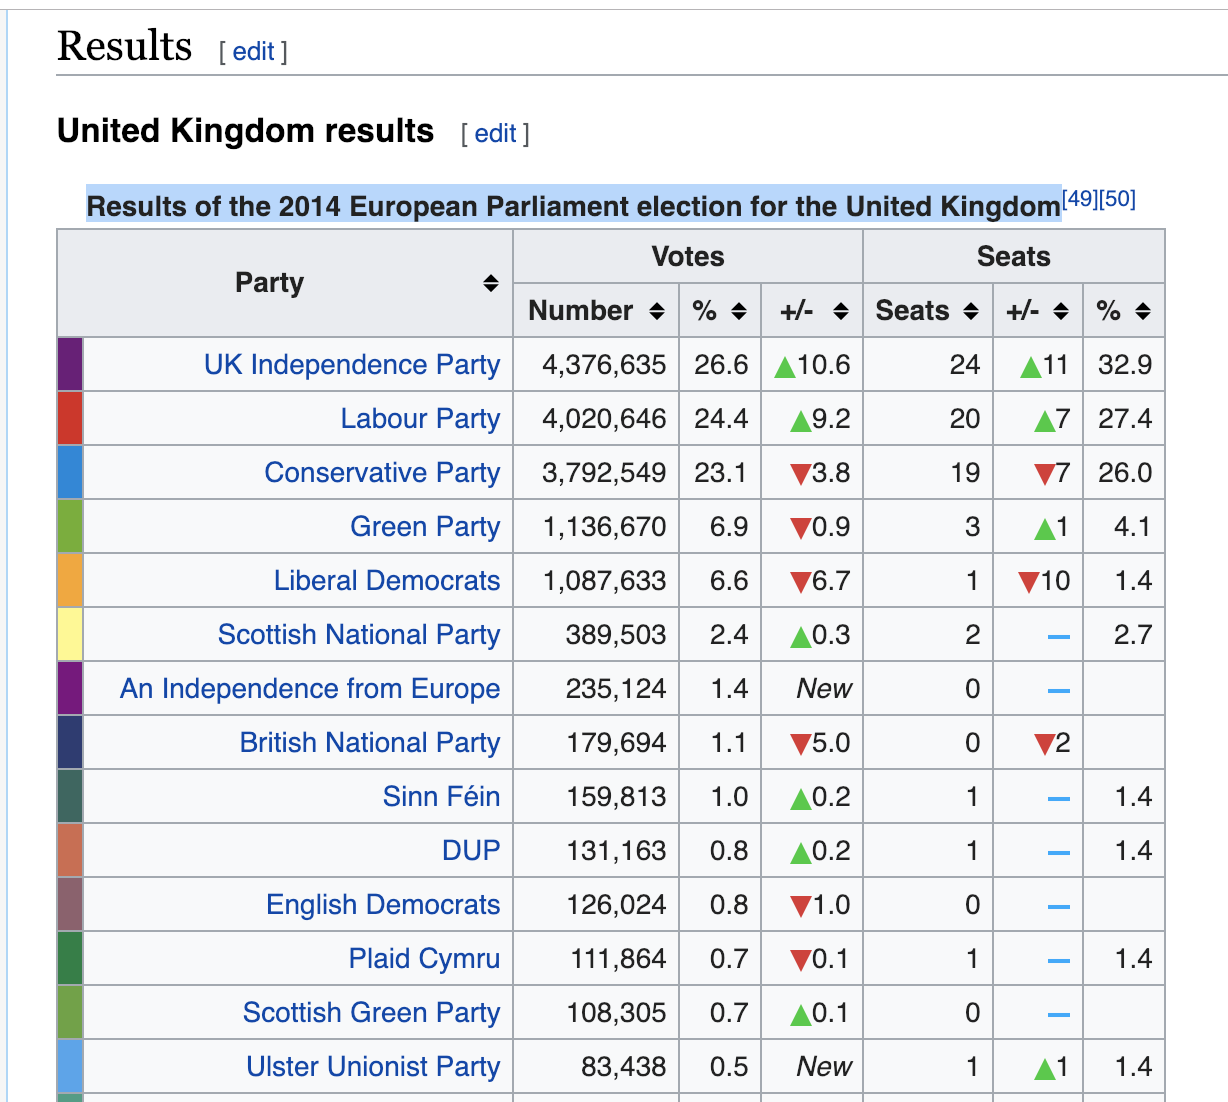 Results [ edit ]
United Kingdom results [ edit ]
Results of the 2014 European Parliament election for the United Kingdom[49][50]
Party Votes Seats
Number % +/- Seats +/- %
UK Independence Party 4,376,635 26.6 ▲10.6 24 ▲11 32.9
Labour Party 4,020,646 24.4 ▲9.2 20 ▲7 27.4
Conservative Party 3,792,549 23.1 ▼3.8 19 ▼7 26.0
Green Party 1,136,670 6.9 ▼0.9 3 ▲1 4.1
Liberal Democrats 1,087,633 6.6 ▼6.7 1 ▼10 1.4
Scottish National Party 389,503 2.4 ▲0.3 2 – 2.7
An Independence from Europe 235,124 1.4 New 0 –
British National Party 179,694 1.1 ▼5.0 0 ▼2
Sinn Féin 159,813 1.0 ▲0.2 1 – 1.4
DUP 131,163 0.8 ▲0.2 1 – 1.4
English Democrats 126,024 0.8 ▼1.0 0 –
Plaid Cymru 111,864 0.7 ▼0.1 1 – 1.4
Scottish Green Party 108,305 0.7 ▲0.1 0 –
Ulster Unionist Party 83,438 0.5 New 1 ▲1 1.4